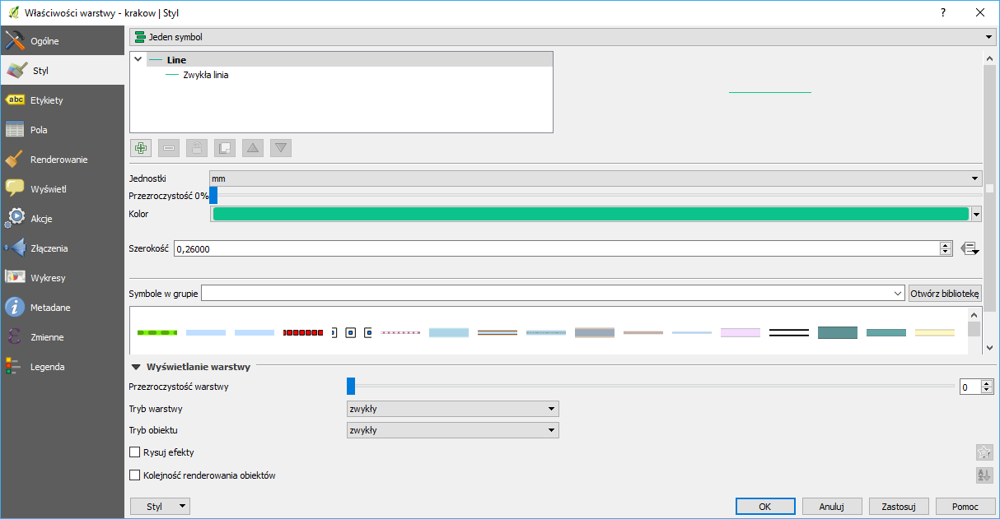 Właściwości warstwy - krakow | Styl
?
Ogólne
Styl
abc Etykiety
Pola
Renderowanie
Wyświetl
Akcje
Złączenia
Wykresy
Metadane
Zmienne
Legenda
Jeden symbol
Line
Zwykła linia
Jednostki mm
Przezroczystość 0%
Kolor
Szerokość 0,26000
Symbole w grupie Otwórz bibliotekę
Wyświetlanie warstwy
Przezroczystość warstwy 0
Tryb warstwy zwykły
Tryb obiektu zwykły
Rysuj efekty
Kolejność renderowania obiektów
Styl OK Anuluj Zastosuj Pomoc